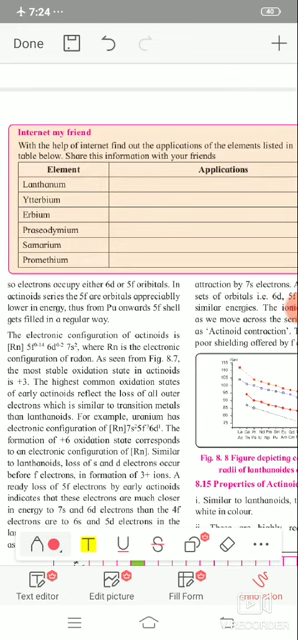 7:24 ···
40
Done
Internet my friend
With the help of internet find out the applications of the elements listed in
table below. Share this information with your friends
Element Applications
Lanthanum
Ytterbium
Erbium
Praseodymium
Samarium
Promethium
so electrons occupy either 6d or 5f orbitals. In
actinoids series the 5f are orbitals appreciablly
lower in energy, thus from Pu onwards 5f shell
gets filled in a regular way.
The electronic configuration of actinoids is
[Rn] 5f⁰⁻¹⁴ 6d⁰⁻² 7s², where Rn is the electronic
configuration of radon. As seen from Fig. 8.7,
the most stable oxidation state in actinoids
is +3. The highest common oxidation states
of early actinoids reflect the loss of all outer
electrons which is similar to transition metals
than lanthanoids. For example, uranium has
electronic configuration of [Rn]7s²5f³6d¹. The
formation of +6 oxidation state corresponds
to an electronic configuration of [Rn]. Similar
to lanthanoids, loss of s and d electrons occur
before f electrons, in formation of 3+ ions. A
ready loss of 5f electrons by early actinoids
indicates that these electrons are much closer
in energy to 7s and 6d electrons than the 4f
electrons are to 6s and 5d electrons in the
attraction by 7s electrons.
sets of orbitals i.e. 6d, 5f
similar energies. The
as we move across the
as 'Actinoid contraction'.
poor shielding offered by f
115
105
95
85
75
Fig. 8. 8 Figure depicting
radii of lanthanoides
8.15 Properties of
i. Similar to lanthanoids,
white in colour.
T U S
Text editor
Edit picture
Fill Form
RECORDER